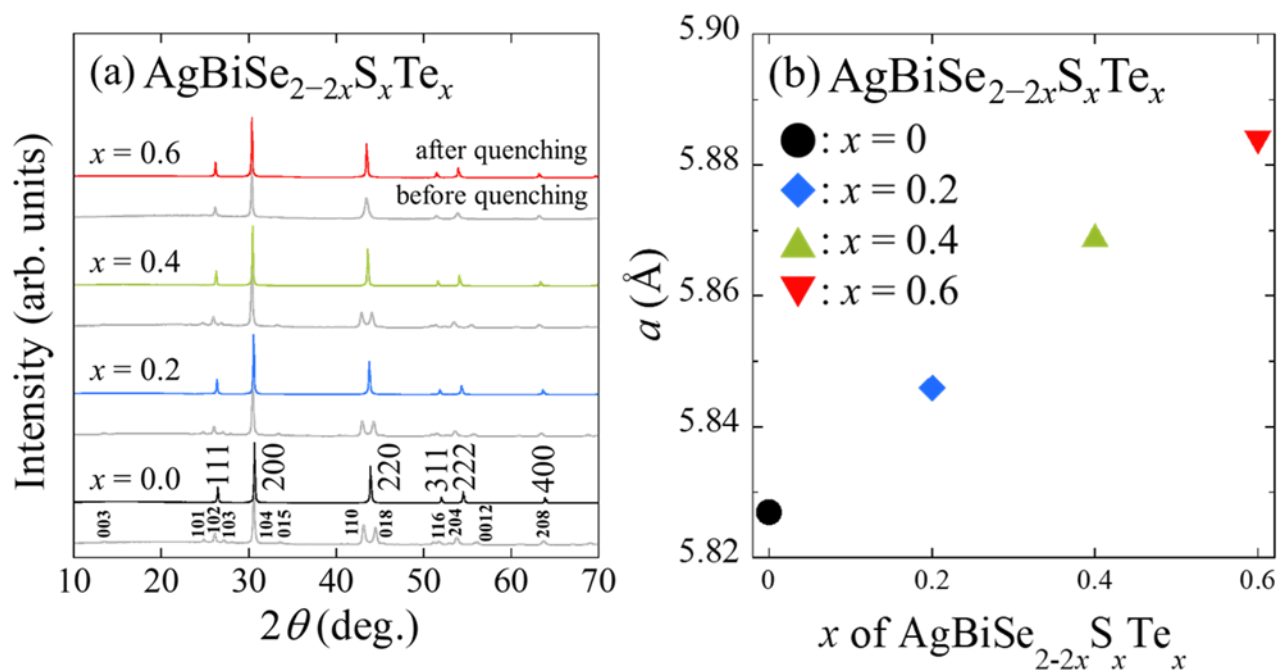 (a) AgBiSe₂₋₂ₓSₓTeₓ
x = 0.6
after quenching
before quenching
x = 0.4
x = 0.2
x = 0.0
111
200
220
311
222
400
003
101
102
103
104
015
110
018
116
204
0012
208
10 20 30 40 50 60 70
2θ (deg.)
Intensity (arb. units)
(b) AgBiSe₂₋₂ₓSₓTeₓ
: x = 0
: x = 0.2
: x = 0.4
: x = 0.6
5.90
5.88
5.86
5.84
5.82
a (Å)
0 0.2 0.4 0.6
x of AgBiSe₂₋₂ₓSₓTeₓ